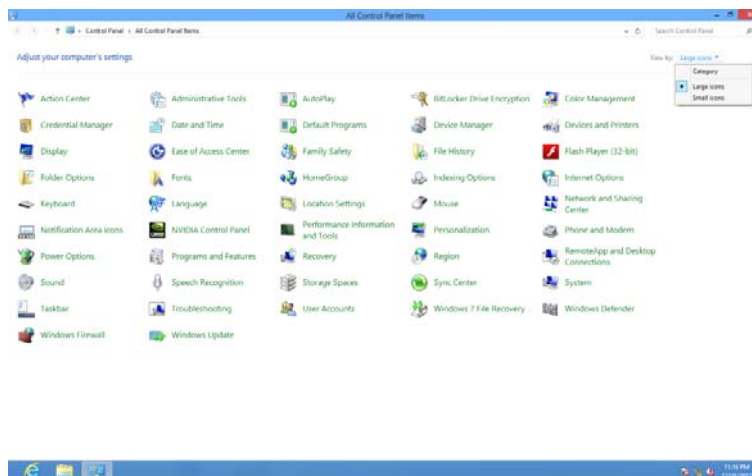 All Control Panel Items
Control Panel All Control Panel Items
Search Control Panel
Adjust your computer's settings
View by: Large icons
Category
Large icons
Small icons
Action Center Administrative Tools AutoPlay BitLocker Drive Encryption Color Management
Credential Manager Date and Time Default Programs Device Manager Devices and Printers
Display Ease of Access Center Family Safety File History Flash Player (32-bit)
Folder Options Fonts HomeGroup Indexing Options Internet Options
Keyboard Language Location Settings Mouse Network and Sharing
Center
Notification Area Icons NVIDIA Control Panel Performance Information
and Tools
Personalization Phone and Modem
Power Options Programs and Features Recovery Region RemoteApp and Desktop
Connections
Sound Speech Recognition Storage Spaces Sync Center System
Taskbar Troubleshooting User Accounts Windows 7 File Recovery Windows Defender
Windows Firewall Windows Update
11:16 PM